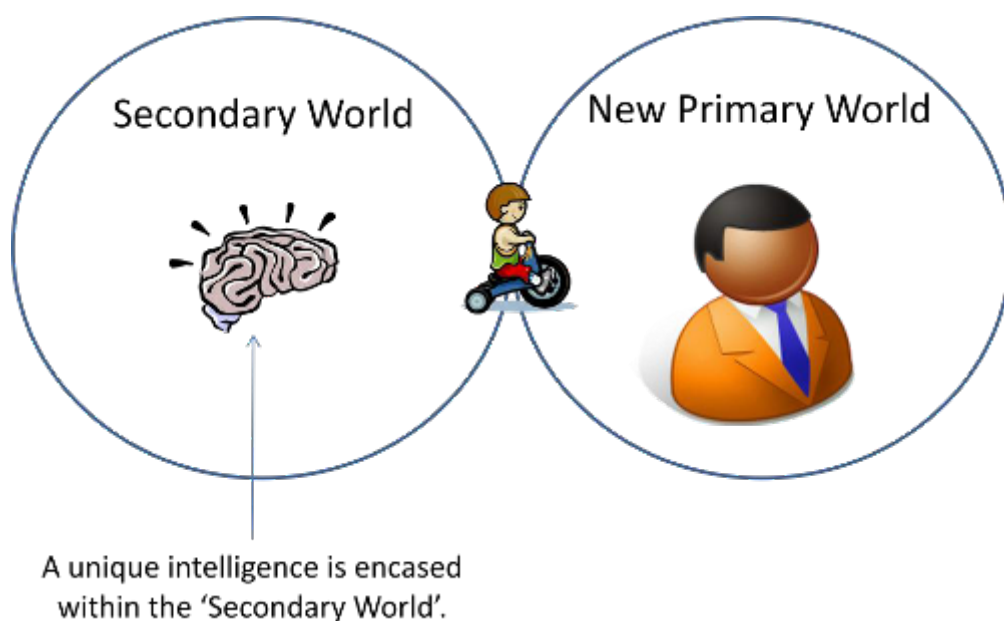 Secondary World
New Primary World
A unique intelligence is encased
within the ‘Secondary World’.